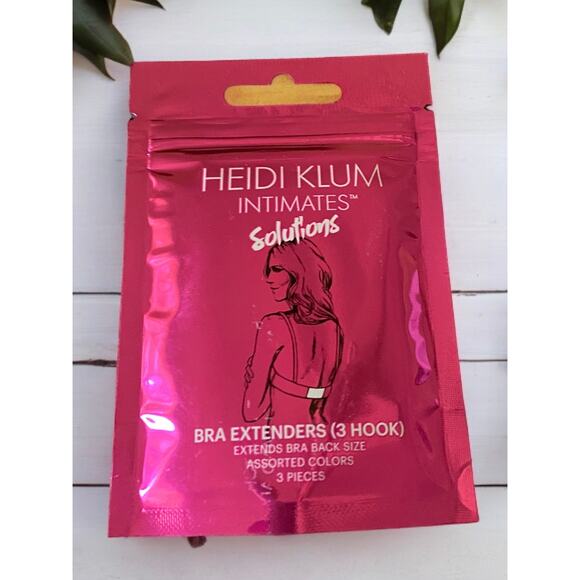 HEIDI KLUM
INTIMATES™
Solutions
BRA EXTENDERS (3 HOOK)
EXTENDS BRA BACK SIZE
ASSORTED COLORS
3 PIECES